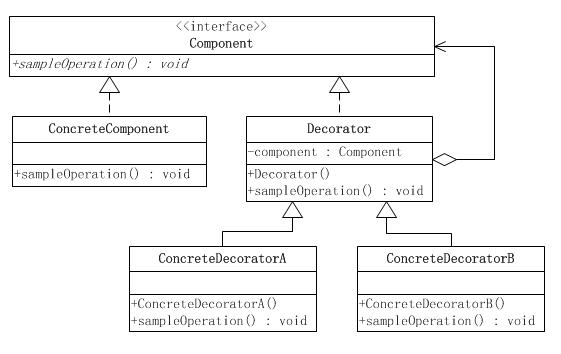 <<interface>>
Component
+sampleOperation() : void
ConcreteComponent
+sampleOperation() : void
Decorator
-component : Component
+Decorator()
+sampleOperation() : void
ConcreteDecoratorA
+ConcreteDecoratorA()
+sampleOperation() : void
ConcreteDecoratorB
+ConcreteDecoratorB()
+sampleOperation() : void